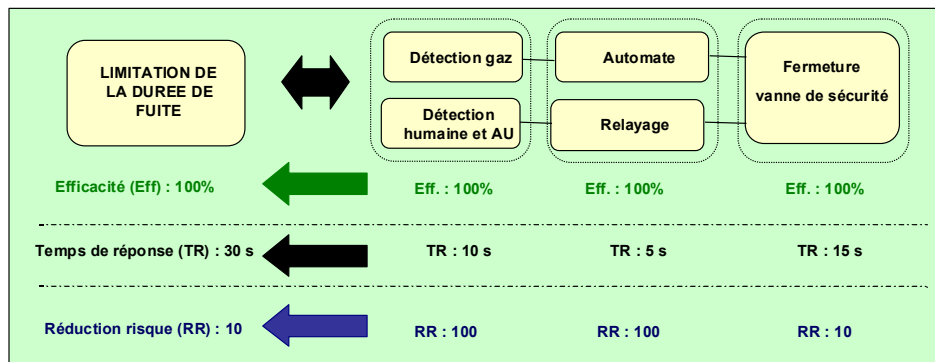 LIMITATION DE
LA DUREE DE
FUITE
Détection gaz
Automate
Fermeture
vanne de sécurité
Détection
humaine et AU
Relayage
Efficacité (Eff) : 100%
Eff. : 100%
Eff. : 100%
Eff. : 100%
Temps de réponse (TR) : 30 s
TR : 10 s
TR : 5 s
TR : 15 s
Réduction risque (RR) : 10
RR : 100
RR : 100
RR : 10